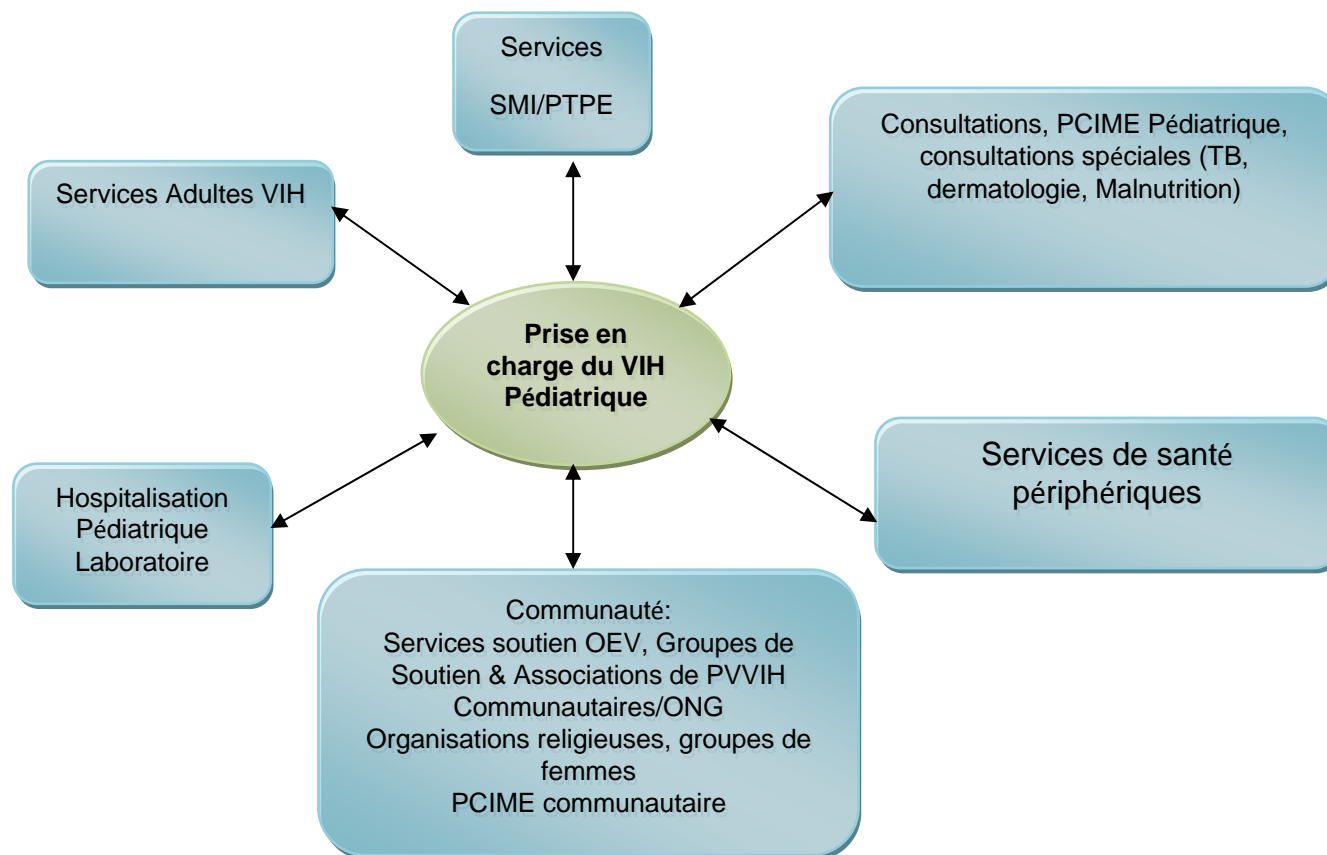 Services
SMI/PTPE
Consultations, PCIME Pédiatrique,
consultations spéciales (TB,
dermatologie, Malnutrition)
Services Adultes VIH
Prise en
charge du VIH
Pédiatrique
Services de santé
périphériques
Hospitalisation
Pédiatrique
Laboratoire
Communauté:
Services soutien OEV, Groupes de
Soutien & Associations de PVVIH
Communautaires/ONG
Organisations religieuses, groupes de
femmes
PCIME communautaire